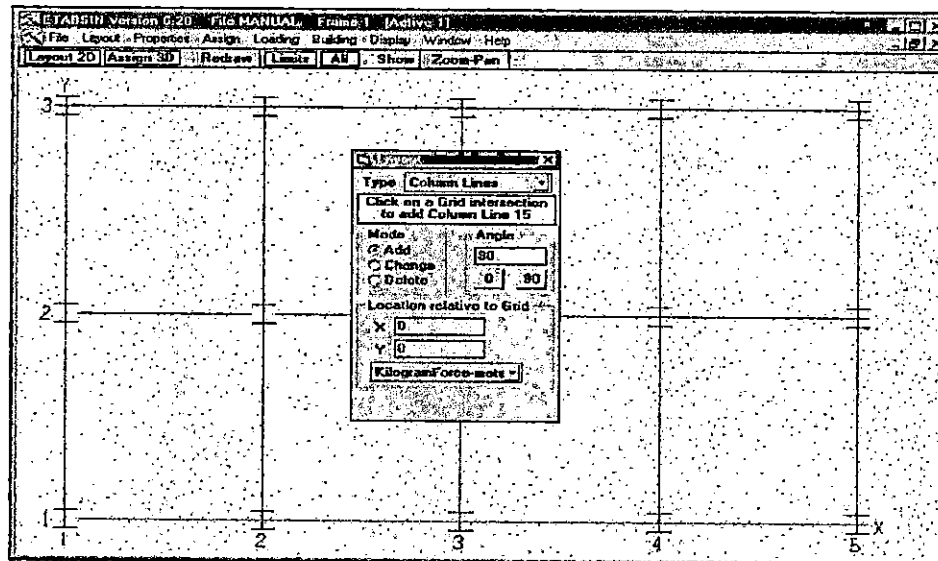 ETABSIN Version 6.20 File MANUAL, Frame 1 [Active 1]
File Layout Properties Assign Loading Building Display Window Help
Layout 2D Assign 3D Redraw Limits All Show Zoom-Pan
Y
3
Layout
Type Column Lines
Click on a Grid intersection
to add Column Line 15
Mode Angle
Add 90.
Change 0 90
Delete
Location relative to Grid
2
X 0
Y 0
KilogramForce-mets
1
X
1 2 3 4 5